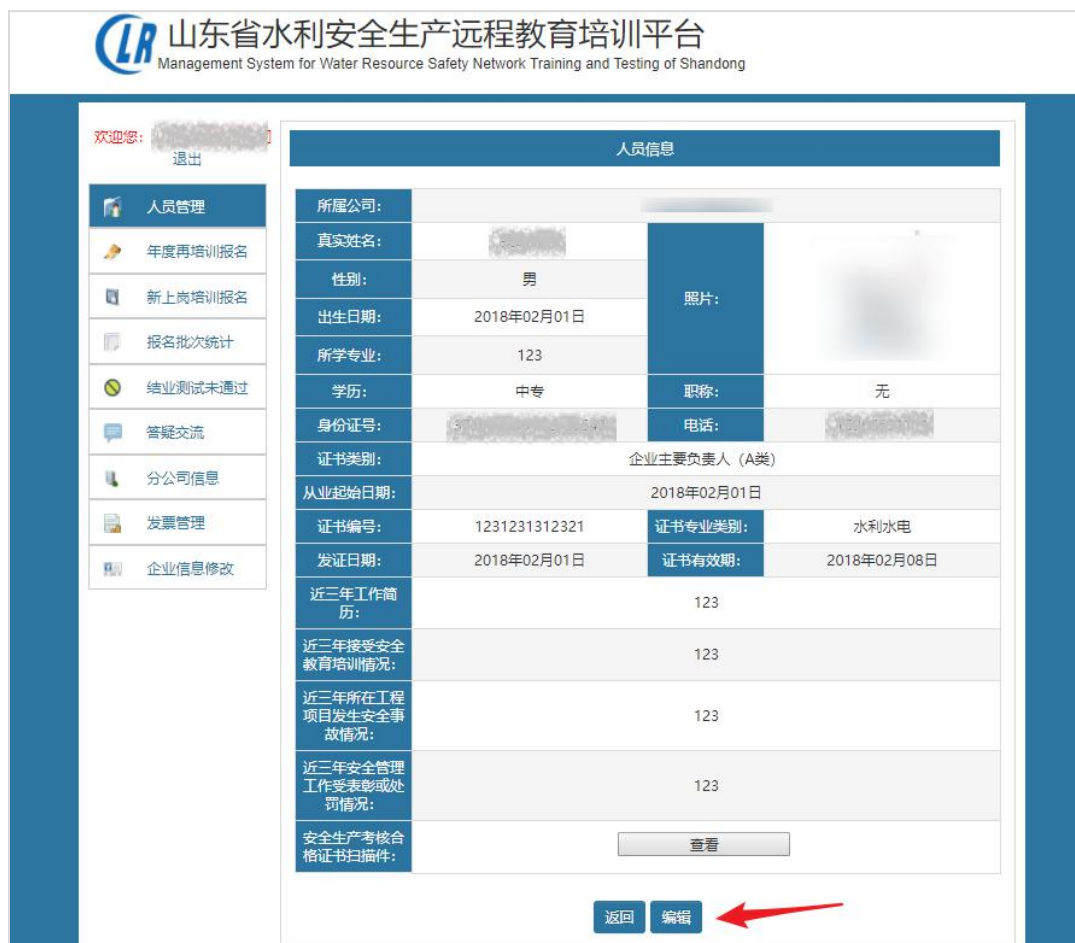 CLR 山东省水利安全生产远程教育培训平台
Management System for Water Resource Safety Network Training and Testing of Shandong
欢迎您：
退出
人员管理
年度再培训报名
新上岗培训报名
报名批次统计
结业测试未通过
答疑交流
分公司信息
发票管理
企业信息修改
人员信息
所属公司：
真实姓名：
照片：
性别： 男
出生日期： 2018年02月01日
所学专业： 123
学历： 中专 职称： 无
身份证号： 电话：
证书类别： 企业主要负责人（A类）
从业起始日期： 2018年02月01日
证书编号： 1231231312321 证书专业类别： 水利水电
发证日期： 2018年02月01日 证书有效期： 2018年02月08日
近三年工作简
历：
123
近三年接受安全
教育培训情况：
123
近三年所在工程
项目发生安全事
故情况：
123
近三年安全管理
工作受表彰或处
罚情况：
123
安全生产考核合
格证书扫描件：
查看
返回 编辑